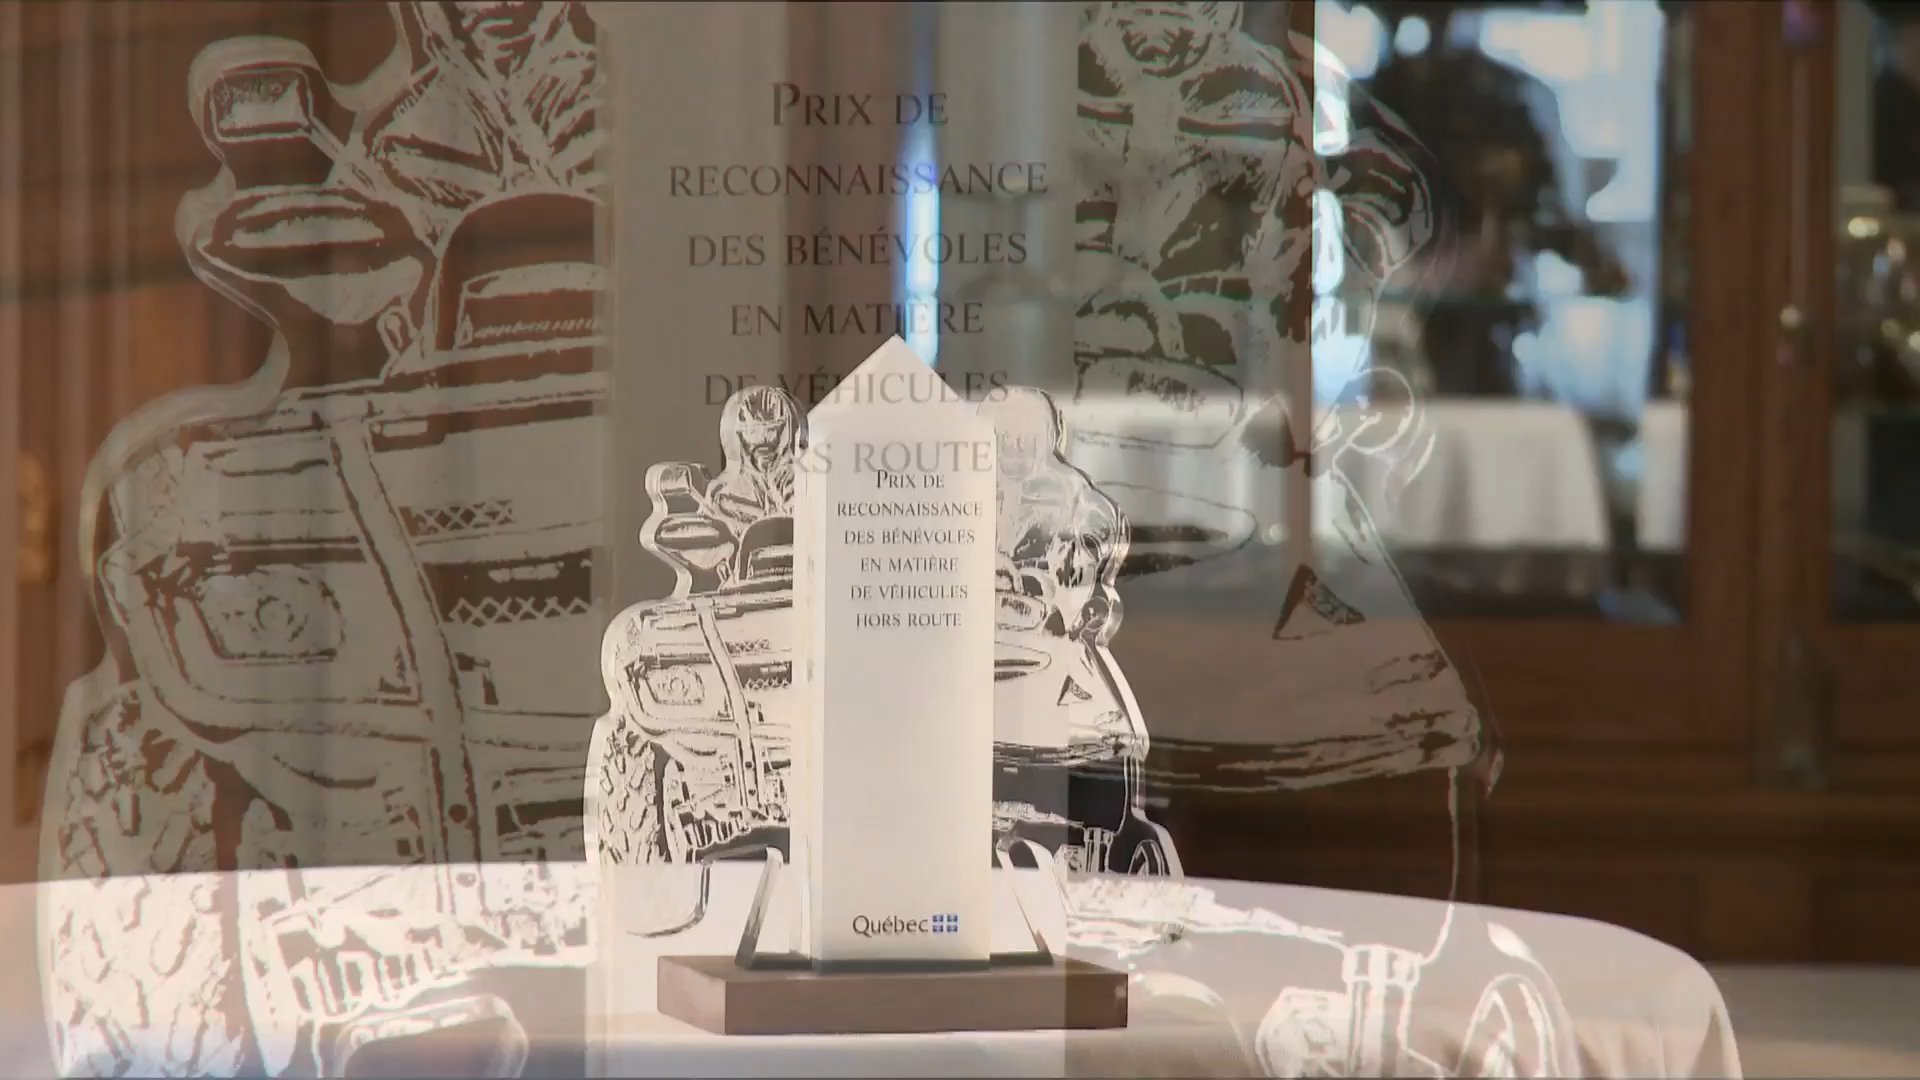 PRIX DE
RECONNAISSANCE
DES BÉNÉVOLES
EN MATIÈRE
DE VÉHICULES
HORS ROUTE
PRIX DE
RECONNAISSANCE
DES BÉNÉVOLES
EN MATIÈRE
DE VÉHICULES
HORS ROUTE
Québec